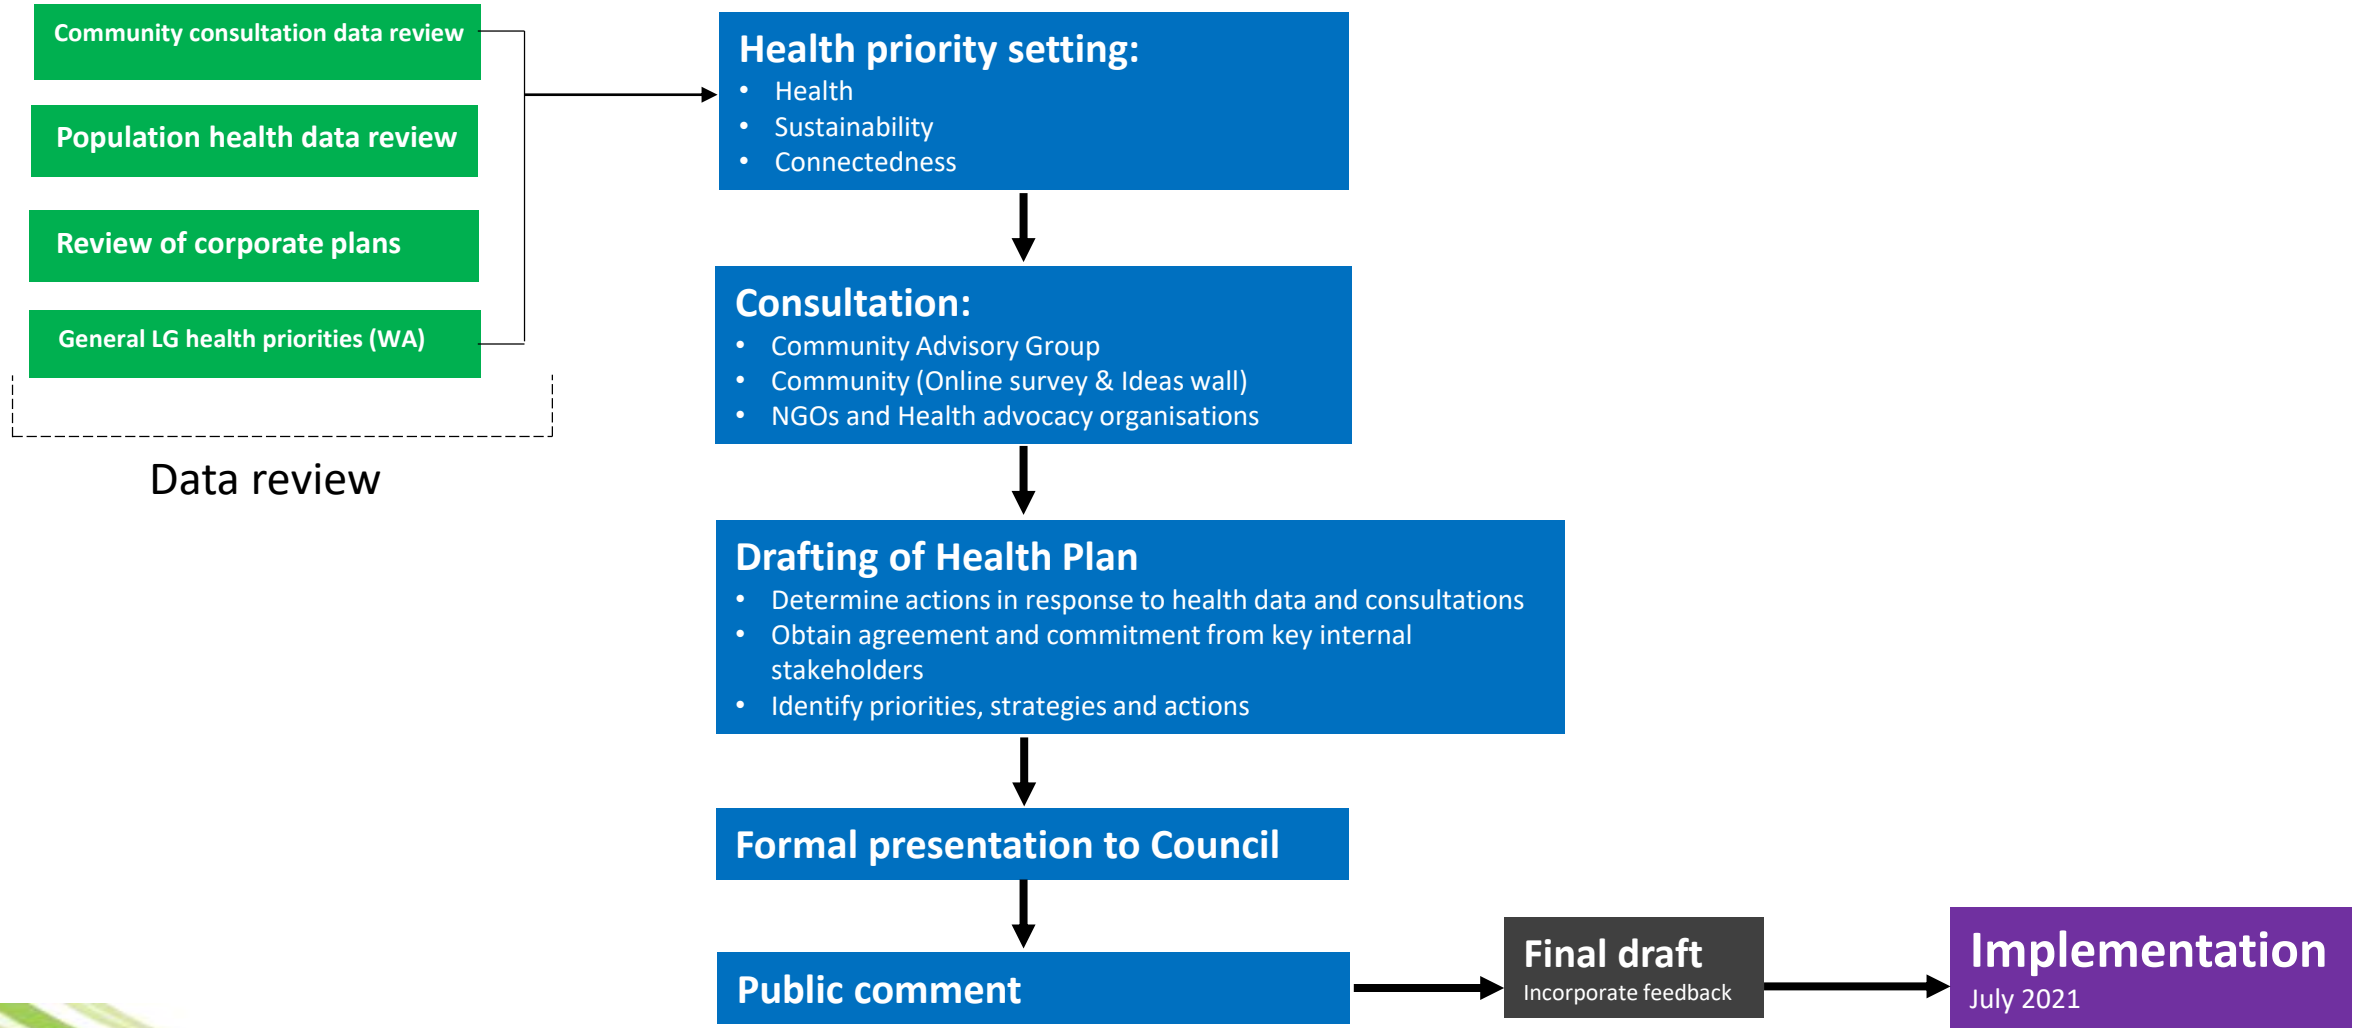 Community consultation data review
Population health data review
Review of corporate plans
General LG health priorities (WA)
Data review
Health priority setting:
• Health
• Sustainability
• Connectedness
Consultation:
• Community Advisory Group
• Community (Online survey & Ideas wall)
• NGOs and Health advocacy organisations
Drafting of Health Plan
• Determine actions in response to health data and consultations
• Obtain agreement and commitment from key internal
stakeholders
• Identify priorities, strategies and actions
Formal presentation to Council
Public comment
Final draft
Incorporate feedback
Implementation
July 2021